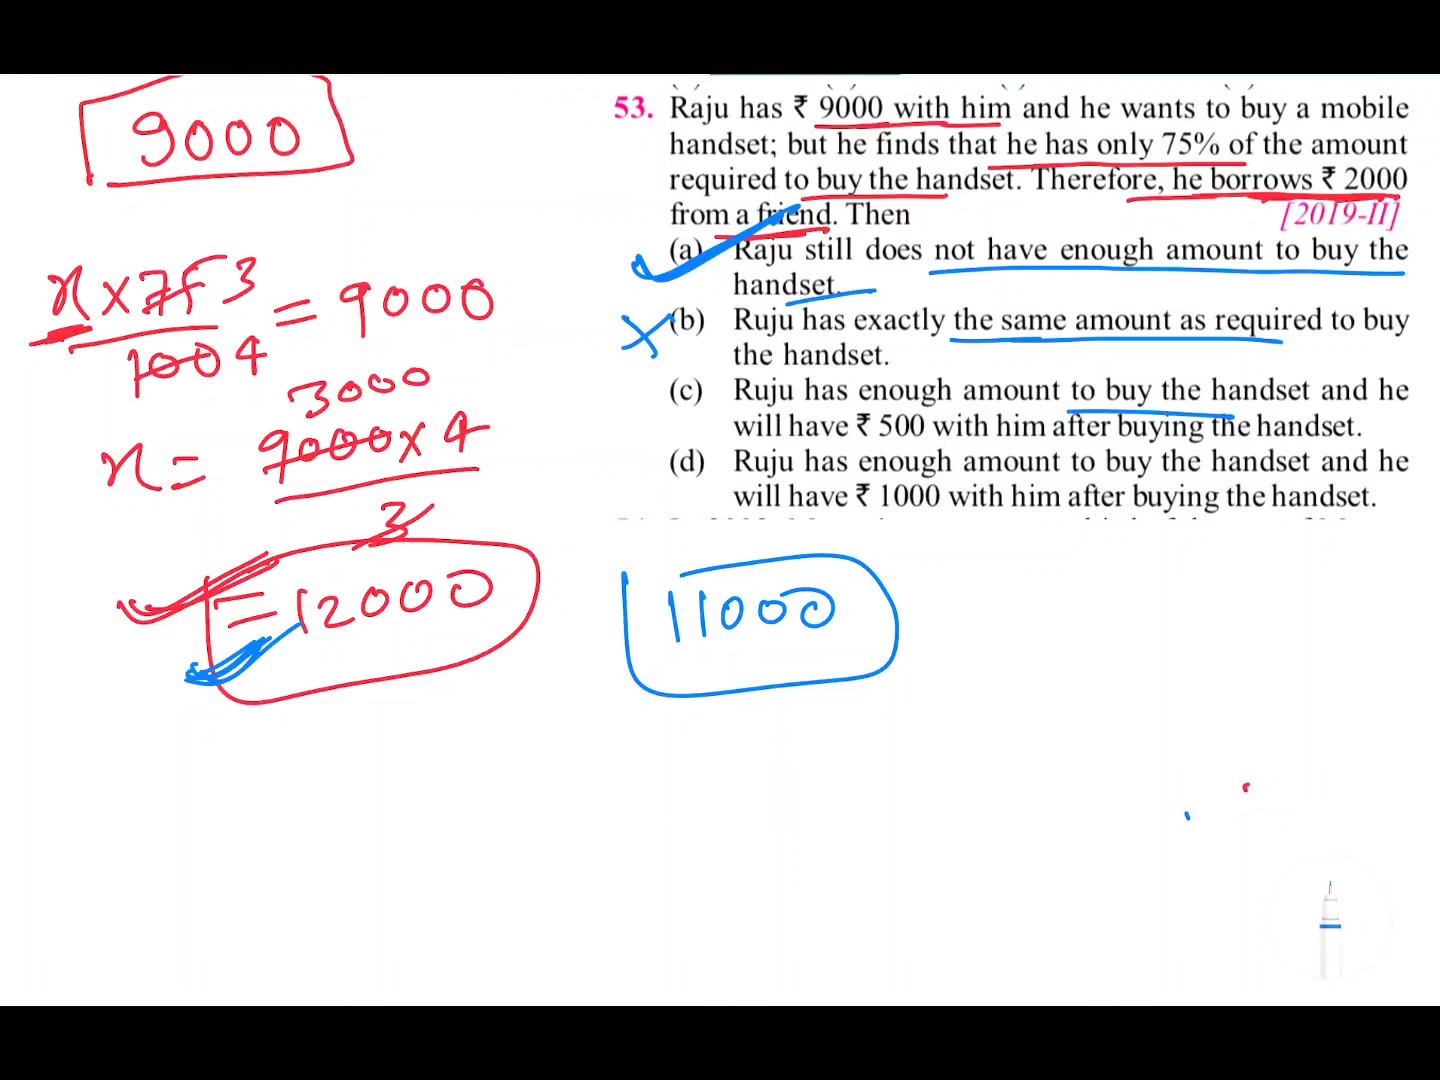 9000
x × 75 3 = 9000
100 4
3000
x = 9000 × 4
3
= 12000
53. Raju has ₹ 9000 with him and he wants to buy a mobile
handset; but he finds that he has only 75% of the amount
required to buy the handset. Therefore, he borrows ₹ 2000
from a friend. Then [2019-II]
(a) Raju still does not have enough amount to buy the
handset.
(b) Ruju has exactly the same amount as required to buy
the handset.
(c) Ruju has enough amount to buy the handset and he
will have ₹ 500 with him after buying the handset.
(d) Ruju has enough amount to buy the handset and he
will have ₹ 1000 with him after buying the handset.
11000